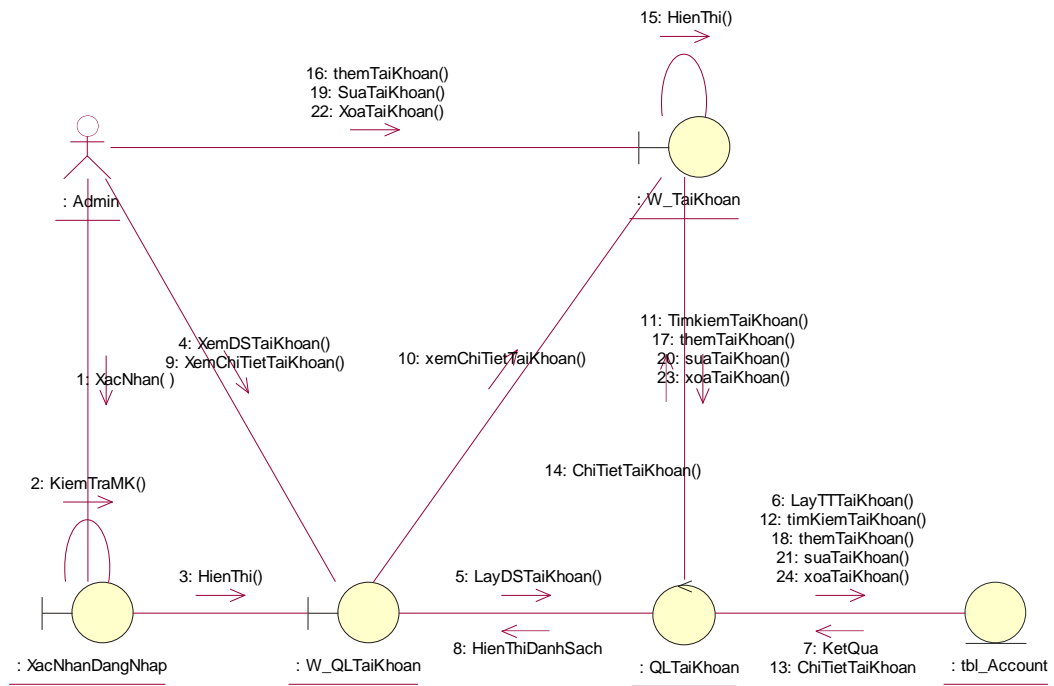 15: HienThi()
16: themTaiKhoan()
19: SuaTaiKhoan()
22: XoaTaiKhoan()
: Admin
: W_TaiKhoan
11: TimkiemTaiKhoan()
17: themTaiKhoan()
20: suaTaiKhoan()
23: xoaTaiKhoan()
4: XemDSTaiKhoan()
9: XemChiTietTaiKhoan()
10: xemChiTietTaiKhoan()
1: XacNhan( )
14: ChiTietTaiKhoan()
2: KiemTraMK()
6: LayTTTaiKhoan()
12: timKiemTaiKhoan()
18: themTaiKhoan()
21: suaTaiKhoan()
24: xoaTaiKhoan()
3: HienThi()
5: LayDSTaiKhoan()
8: HienThiDanhSach
7: KetQua
13: ChiTietTaiKhoan
: XacNhanDangNhap
: W_QLTaiKhoan
: QLTaiKhoan
: tbl_Account